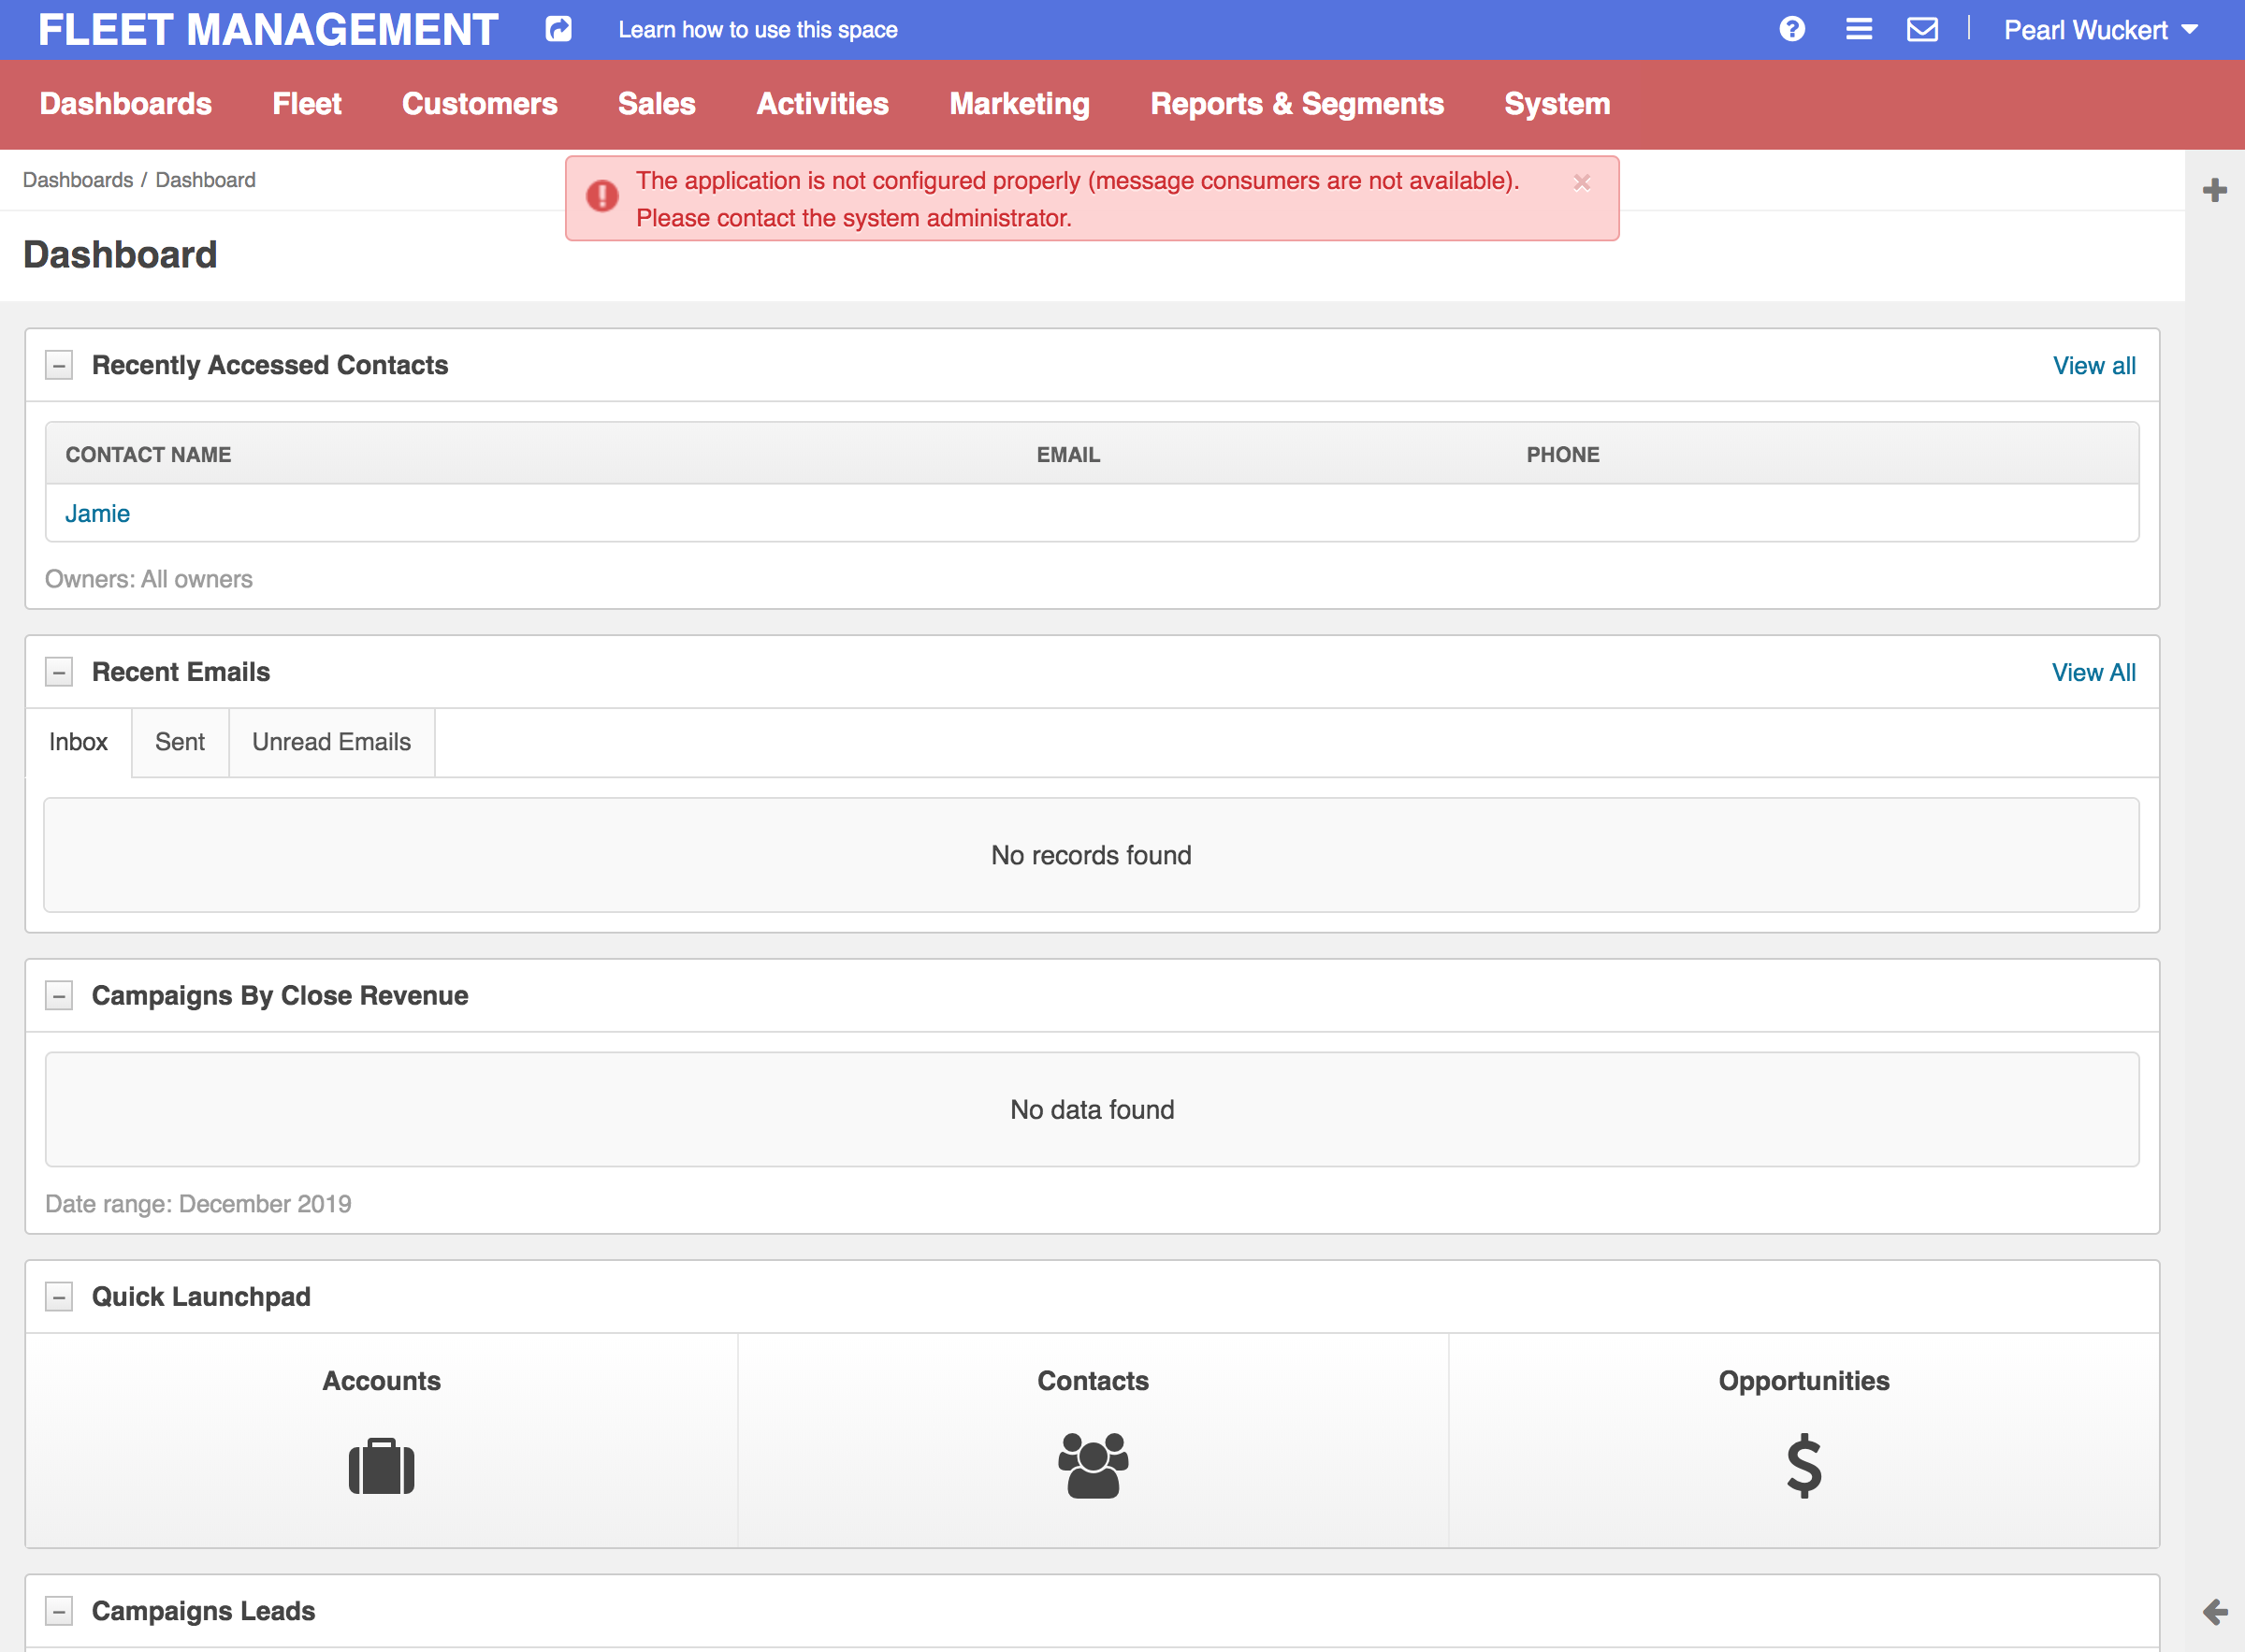 FLEET MANAGEMENT
Learn how to use this space
Pearl Wuckert
Dashboards Fleet Customers Sales Activities Marketing Reports & Segments System
Dashboards / Dashboard
The application is not configured properly (message consumers are not available).
Please contact the system administrator.
Dashboard
Recently Accessed Contacts
View all
CONTACT NAME EMAIL PHONE
Jamie
Owners: All owners
Recent Emails
View All
Inbox Sent Unread Emails
No records found
Campaigns By Close Revenue
No data found
Date range: December 2019
Quick Launchpad
Accounts Contacts Opportunities
Campaigns Leads